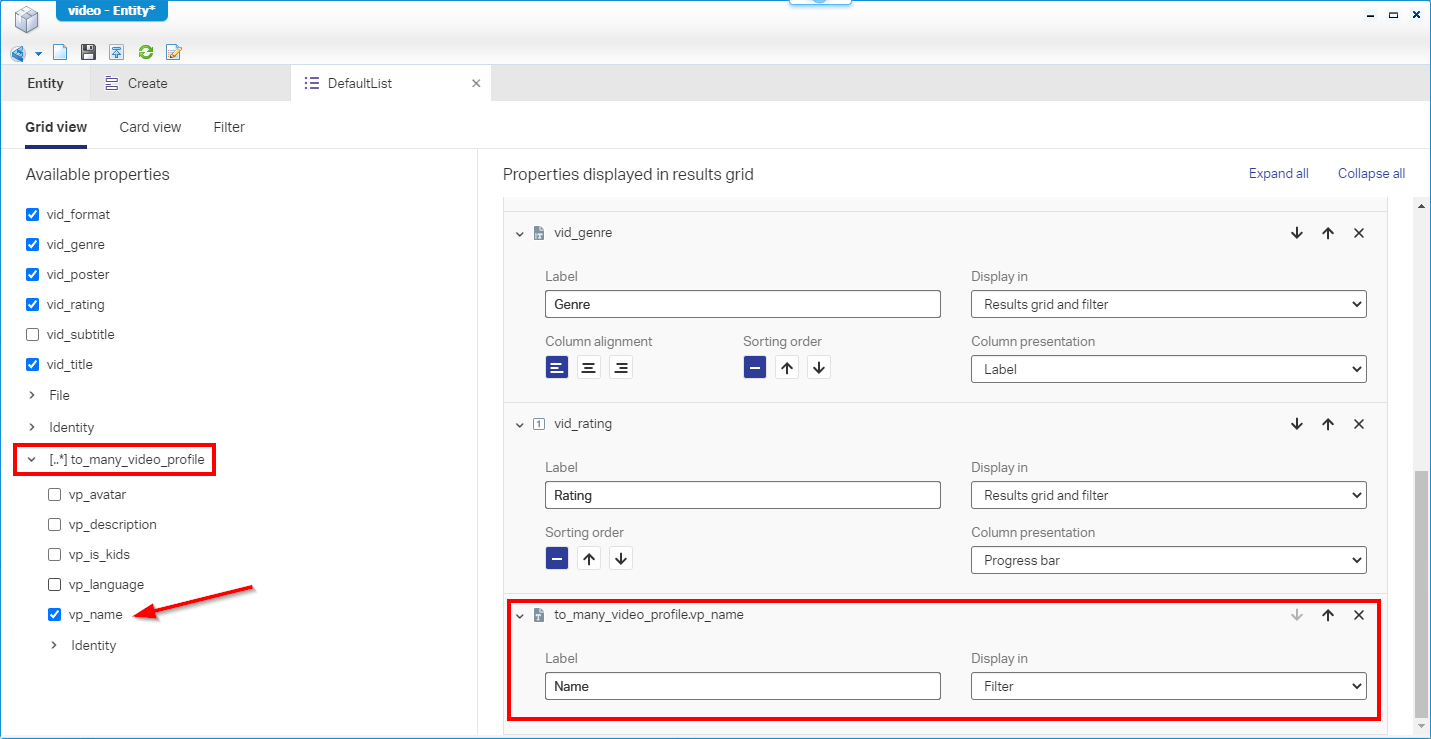 video - Entity*
Entity
Create
DefaultList
Grid view
Card view
Filter
Available properties
vid_format
vid_genre
vid_poster
vid_rating
vid_subtitle
vid_title
File
Identity
[..*] to_many_video_profile
vp_avatar
vp_description
vp_is_kids
vp_language
vp_name
Identity
Properties displayed in results grid
Expand all
Collapse all
vid_genre
Label
Display in
Genre
Results grid and filter
Column alignment
Sorting order
Column presentation
Label
1 vid_rating
Label
Display in
Rating
Results grid and filter
Sorting order
Column presentation
Progress bar
to_many_video_profile.vp_name
Label
Display in
Name
Filter